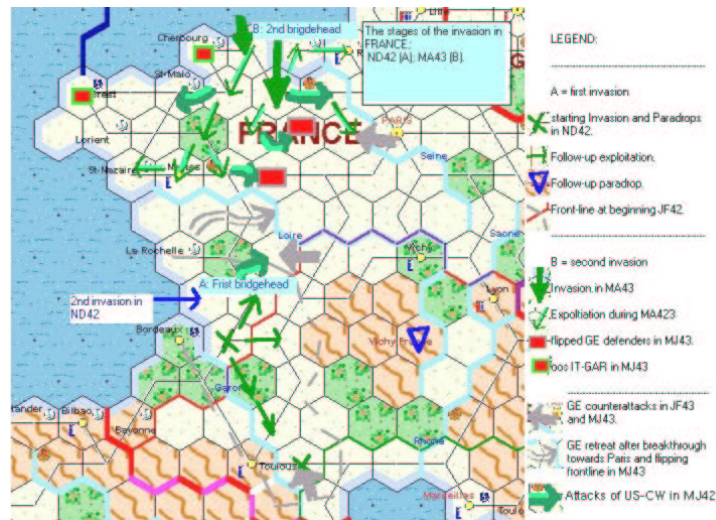 Lille
CB: 2nd brigdehead
Cherbourg
The stages of the invasion in
FRANCE.:
ND42 (A); MA43 (B).
St-Malo
Brest
PARIS
FRANCE
Lorient
Seine
St-Nazaire
Loire
Saone
La Rochelle
Vichy
A: Frist bridgehead
Lyon
2nd invasion in
ND42
Bordeaux
Vichy France
Garonne
Bilbao
Bayonne
Rhone
Toulouse
Marseilles
LEGEND:
A = first invasion
starting Invasion and Paradrops
in ND42.
Follow-up exploitation.
Follow-up paradrop.
Front-line at beginning JF42.
B = second invasion
Invasion in MA43
Expoltiation during MA423
flipped GE defenders in MJ43.
oos IT-GAR in MJ43
GE counterattacks in JF43
and MJ43.
GE retreat after breakthrough
towards Paris and flipping
frontline in MJ43
Attacks of US-CW in MJ42